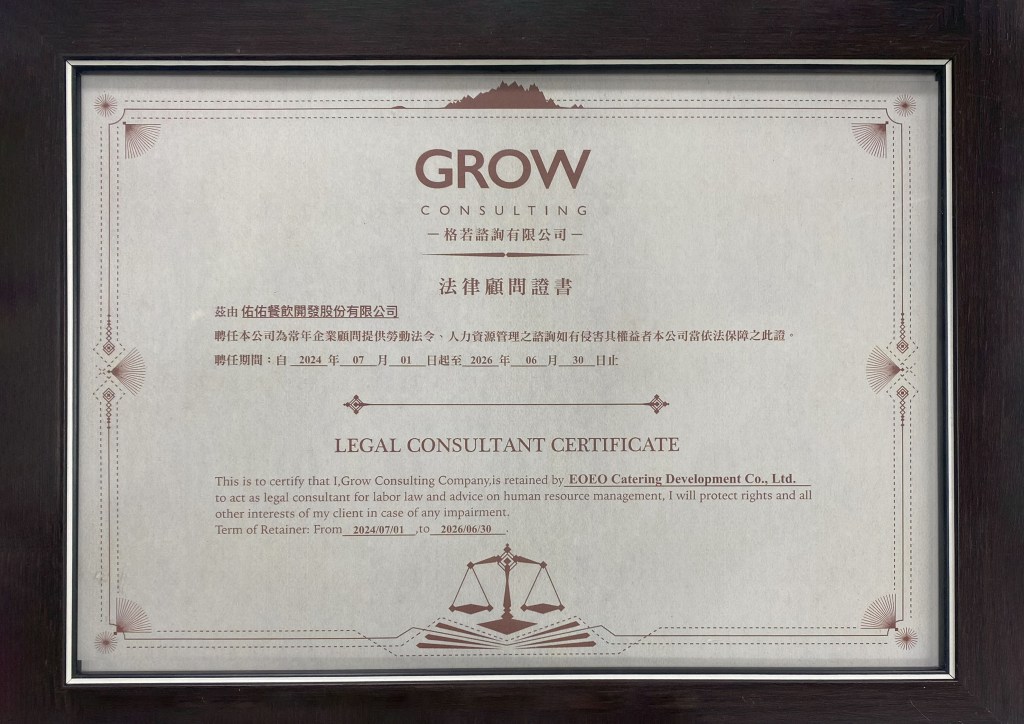 GROW
CONSULTING
－格若諮詢有限公司－
法律顧問證書
茲由 佑佑餐飲開發股份有限公司
聘任本公司為常年企業顧問提供勞動法令、人力資源管理之諮詢如有侵害其權益者本公司當依法保障之此證。
聘任期間：自 2024 年 07 月 01 日起至 2026 年 06 月 30 日止
LEGAL CONSULTANT CERTIFICATE
This is to certify that I,Grow Consulting Company,is retained by EOEO Catering Development Co., Ltd.
to act as legal consultant for labor law and advice on human resource management, I will protect rights and all
other interests of my client in case of any impairment.
Term of Retainer: From 2024/07/01 ,to 2026/06/30 .